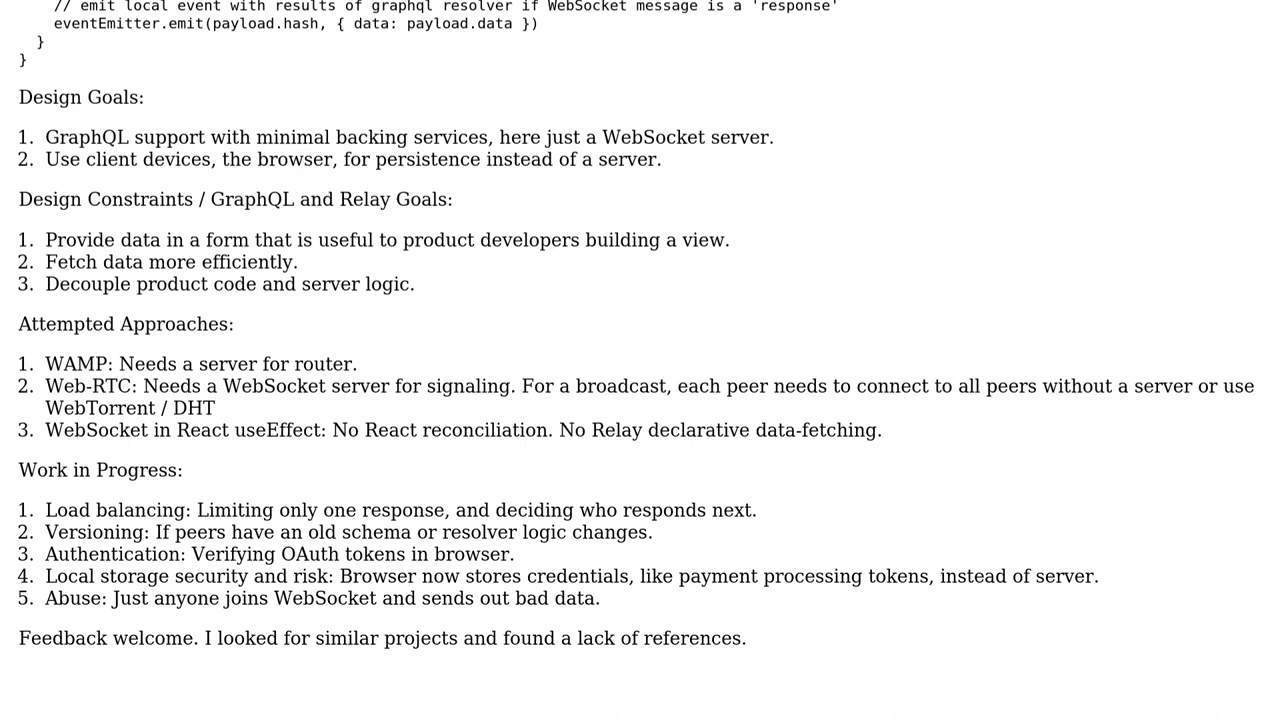 // emit local event with results of graphql resolver if WebSocket message is a 'response'
eventEmitter.emit(payload.hash, { data: payload.data })
}
}
Design Goals:
1. GraphQL support with minimal backing services, here just a WebSocket server.
2. Use client devices, the browser, for persistence instead of a server.
Design Constraints / GraphQL and Relay Goals:
1. Provide data in a form that is useful to product developers building a view.
2. Fetch data more efficiently.
3. Decouple product code and server logic.
Attempted Approaches:
1. WAMP: Needs a server for router.
2. Web-RTC: Needs a WebSocket server for signaling. For a broadcast, each peer needs to connect to all peers without a server or use
WebTorrent / DHT
3. WebSocket in React useEffect: No React reconciliation. No Relay declarative data-fetching.
Work in Progress:
1. Load balancing: Limiting only one response, and deciding who responds next.
2. Versioning: If peers have an old schema or resolver logic changes.
3. Authentication: Verifying OAuth tokens in browser.
4. Local storage security and risk: Browser now stores credentials, like payment processing tokens, instead of server.
5. Abuse: Just anyone joins WebSocket and sends out bad data.
Feedback welcome. I looked for similar projects and found a lack of references.